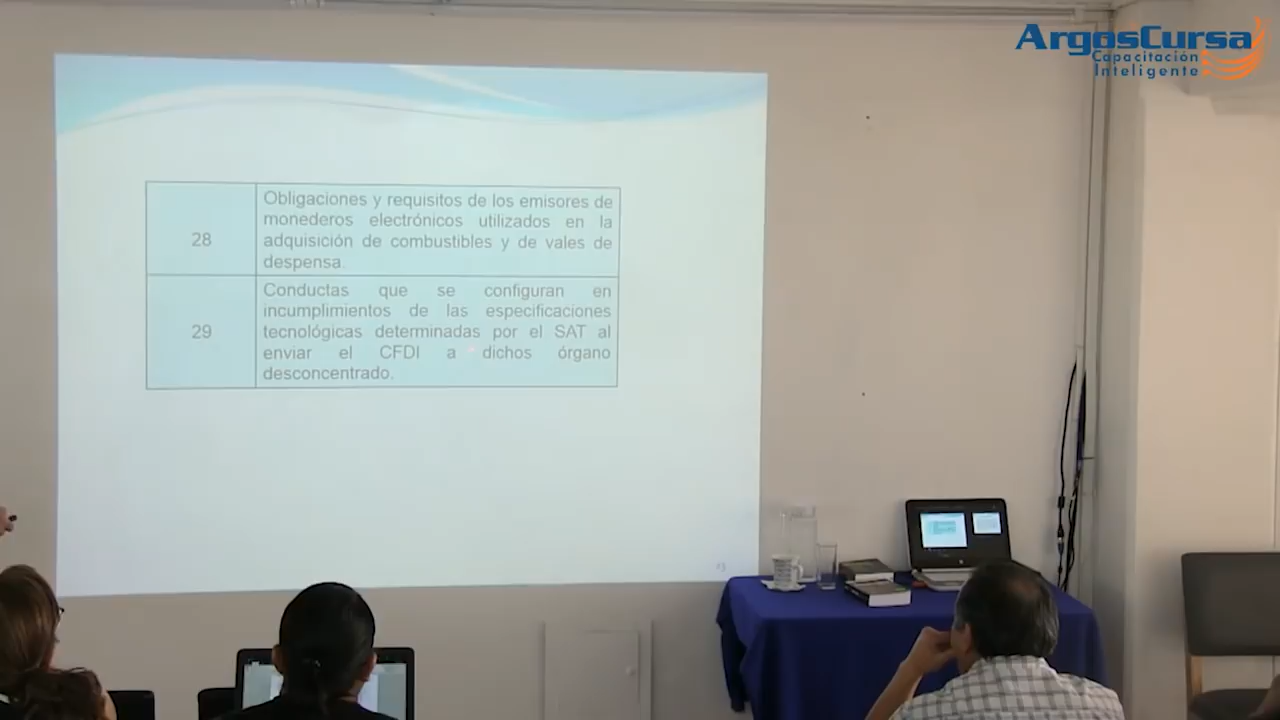 ArgosCursa
Capacitación
Inteligente
28
Obligaciones y requisitos de los emisores de
monederos electrónicos utilizados en la
adquisición de combustibles y de vales de
despensa.
29
Conductas que se configuran en
incumplimientos de las especificaciones
tecnológicas determinadas por el SAT al
enviar el CFDI a dichos órgano
desconcentrado.